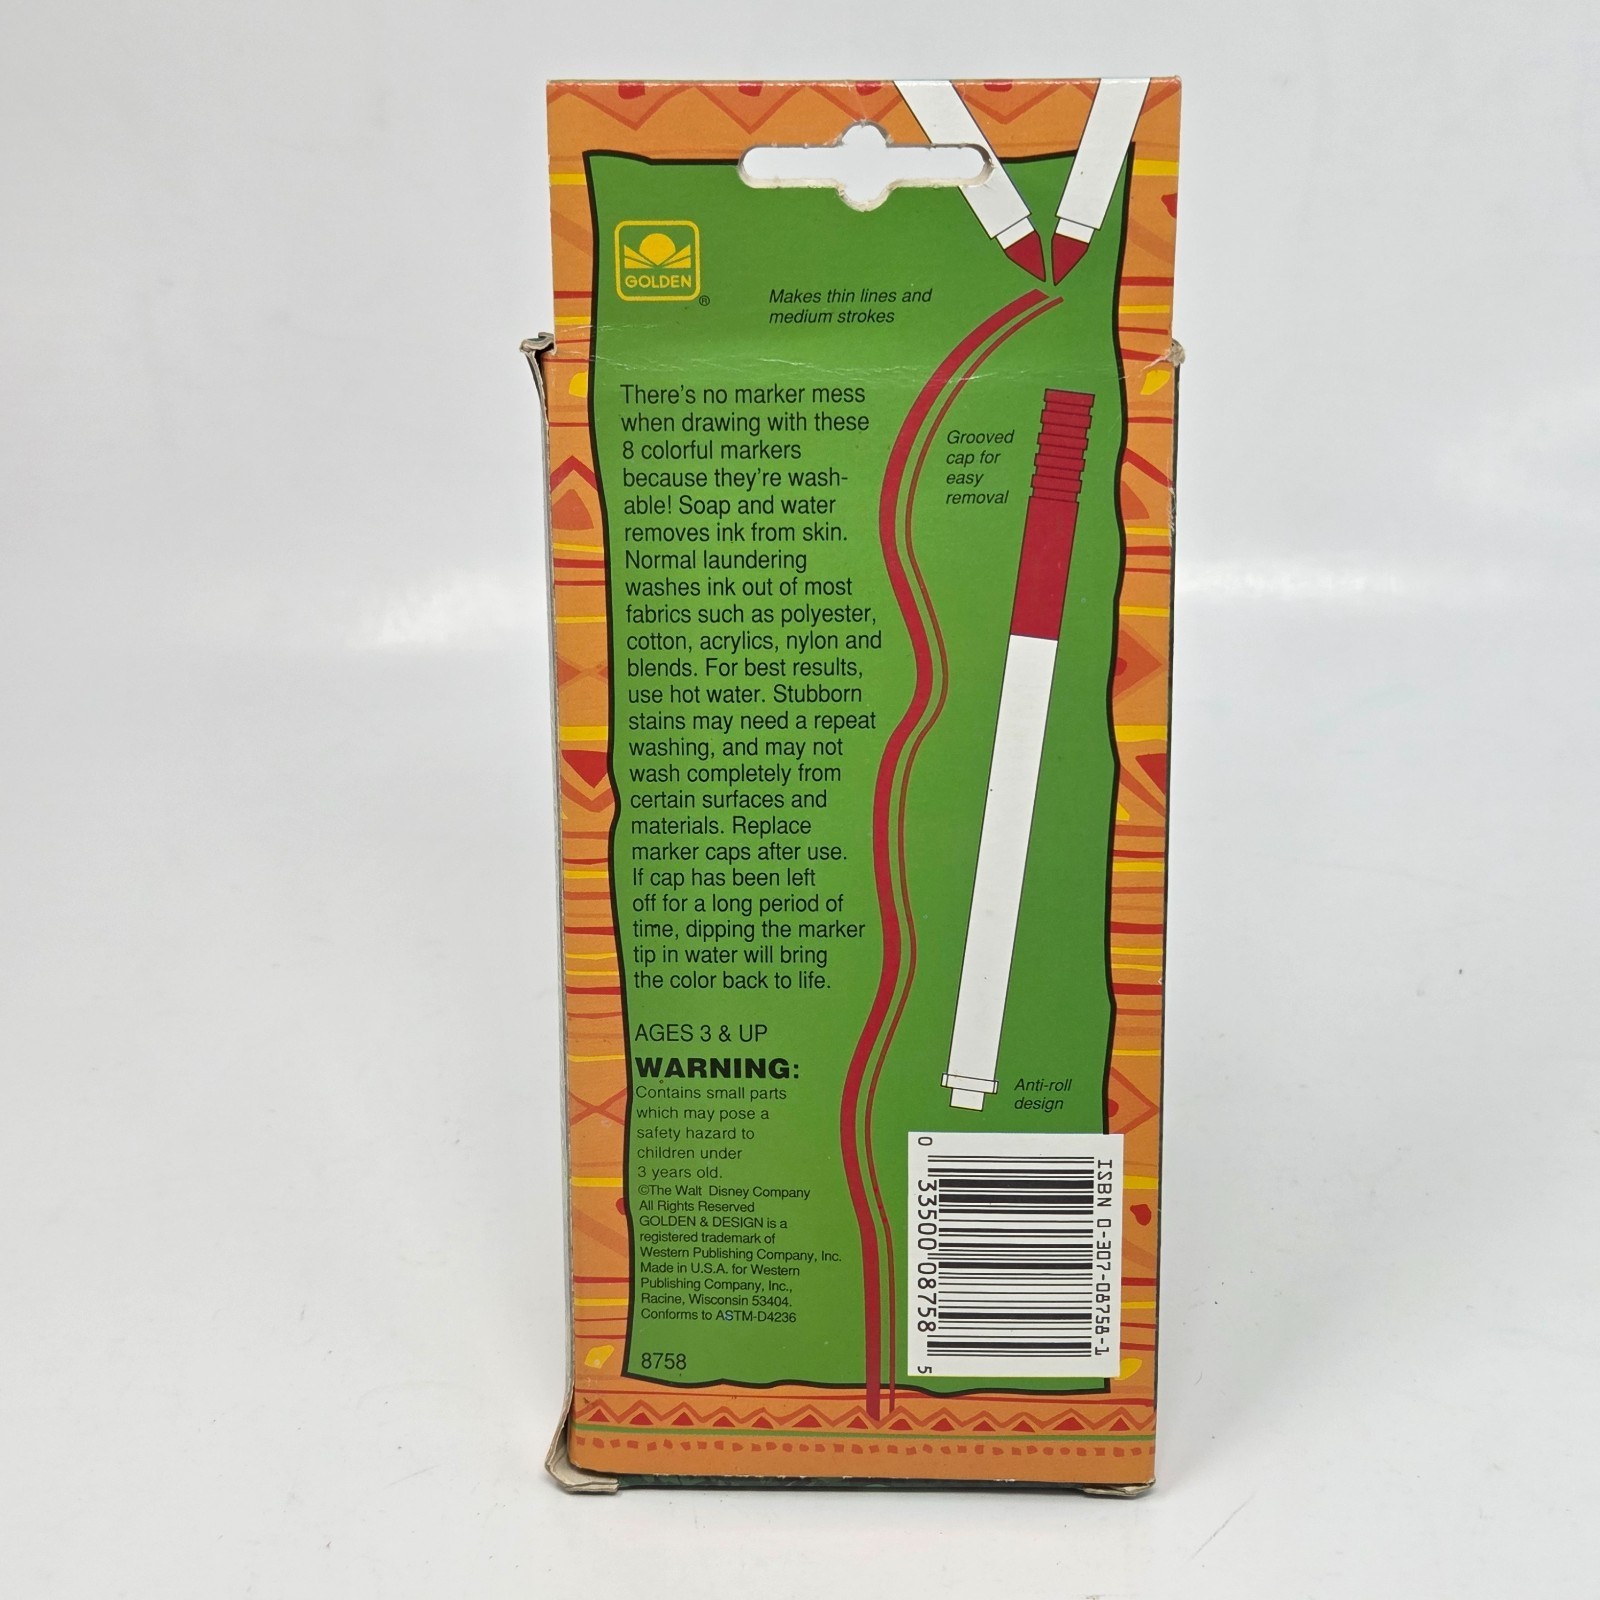 GOLDEN
®
Makes thin lines and
medium strokes
There's no marker mess
when drawing with these
8 colorful markers
because they're wash-
able! Soap and water
removes ink from skin.
Normal laundering
washes ink out of most
fabrics such as polyester,
cotton, acrylics, nylon and
blends. For best results,
use hot water. Stubborn
stains may need a repeat
washing, and may not
wash completely from
certain surfaces and
materials. Replace
marker caps after use.
If cap has been left
off for a long period of
time, dipping the marker
tip in water will bring
the color back to life.
Grooved
cap for
easy
removal
Anti-roll
design
AGES 3 & UP
WARNING:
Contains small parts
which may pose a
safety hazard to
children under
3 years old.
©The Walt Disney Company
All Rights Reserved
GOLDEN & DESIGN is a
registered trademark of
Western Publishing Company, Inc.
Made in U.S.A. for Western
Publishing Company, Inc.,
Racine, Wisconsin 53404.
Conforms to ASTM-D4236
8758
ISBN 0-307-08758-1
0 33500 08758 5